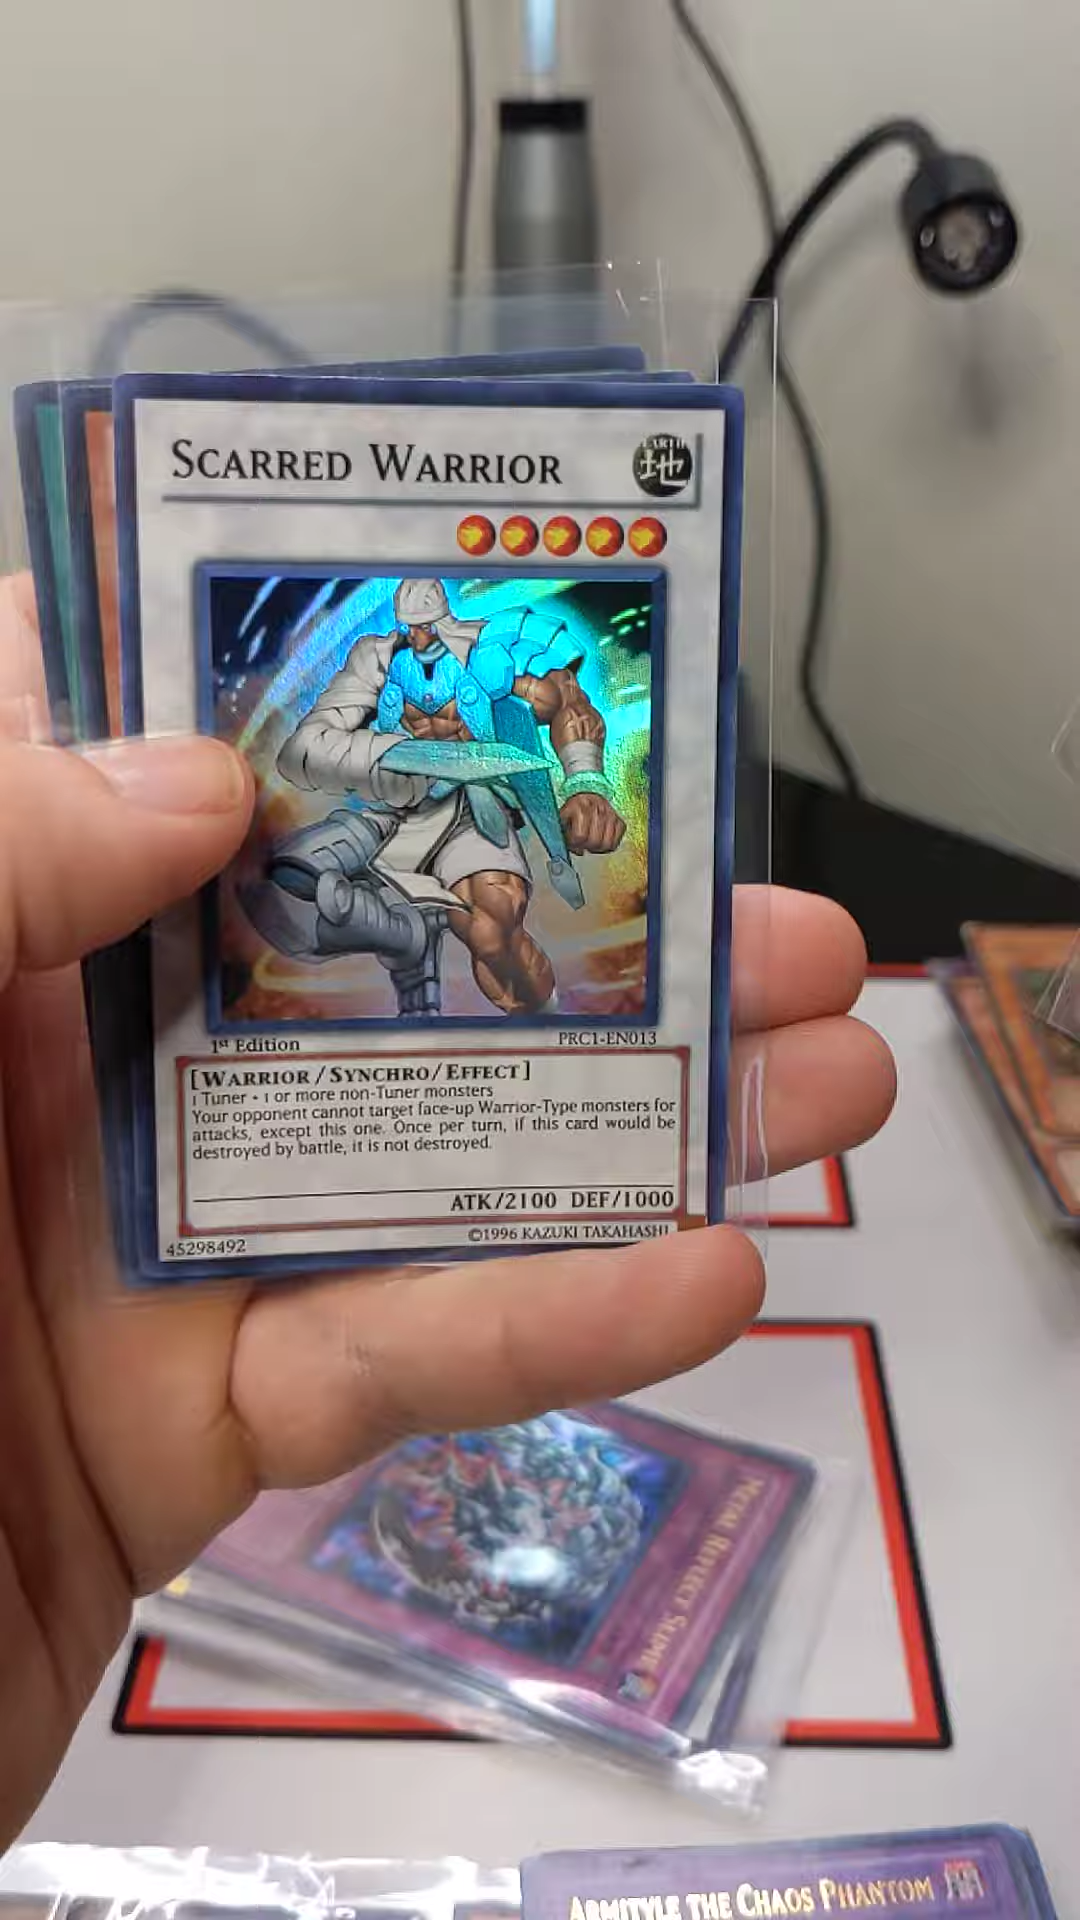 SCARRED WARRIOR
EARTH
地
1st Edition
PRC1-EN013
[WARRIOR/SYNCHRO/EFFECT]
1 Tuner + 1 or more non-Tuner monsters
Your opponent cannot target face-up Warrior-Type monsters for
attacks, except this one. Once per turn, if this card would be
destroyed by battle, it is not destroyed.
ATK/2100 DEF/1000
45298492
©1996 KAZUKI TAKAHASHI
METAL REFLECT SLIME
ARMITYLE THE CHAOS PHANTOM